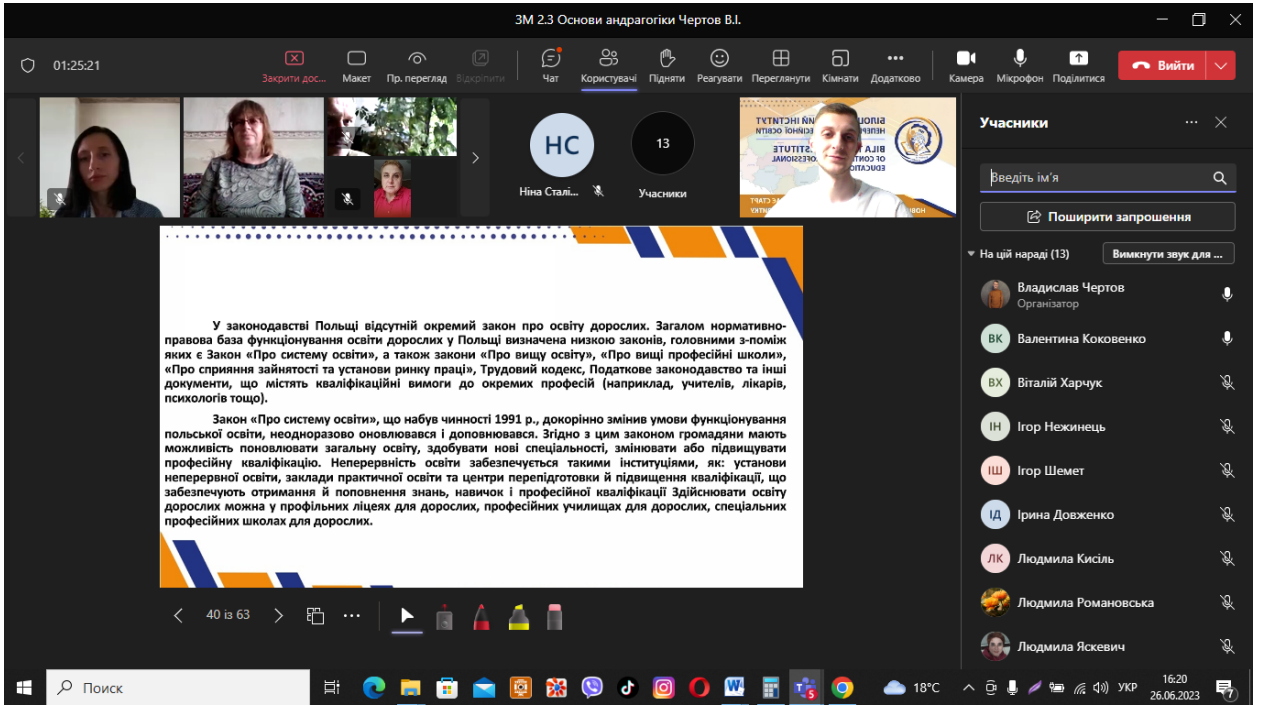 ЗМ 2.3 Основи андрагогіки Чертов В.І.
01:25:21
Закрити дос...
Макет
Пр. перегляд
Відкріпити
Чат
Користувачі
Підняти
Реагувати
Переглянути
Кімнати
Додатково
Камера
Мікрофон
Поділитися
Вийти
НС
Ніна Сталі...
13
Учасники
Учасники
Введіть ім'я
Поширити запрошення
На цій нараді (13)
Вимкнути звук для ...
Владислав Чертов
Організатор
ВК
Валентина Коковенко
ВХ
Віталій Харчук
ІН
Ігор Нежинець
ІШ
Ігор Шемет
ІД
Ірина Довженко
ЛК
Людмила Кисіль
Людмила Романовська
Людмила Яскевич
У законодавстві Польщі відсутній окремий закон про освіту дорослих. Загалом нормативно-
правова база функціонування освіти дорослих у Польщі визначена низкою законів, головними з-поміж
яких є Закон «Про систему освіти», а також закони «Про вищу освіту», «Про вищі професійні школи»,
«Про сприяння зайнятості та установи ринку праці», Трудовий кодекс, Податкове законодавство та інші
документи, що містять кваліфікаційні вимоги до окремих професій (наприклад, учителів, лікарів,
психологів тощо).
Закон «Про систему освіти», що набув чинності 1991 р., докорінно змінив умови функціонування
польської освіти, неодноразово оновлювався і доповнювався. Згідно з цим законом громадяни мають
можливість поновлювати загальну освіту, здобувати нові спеціальності, змінювати або підвищувати
професійну кваліфікацію. Неперервність освіти забезпечується такими інституціями, як: установи
неперервної освіти, заклади практичної освіти та центри перепідготовки й підвищення кваліфікації, що
забезпечують отримання й поповнення знань, навичок і професійної кваліфікації Здійснювати освіту
дорослих можна у профільних ліцеях для дорослих, професійних училищах для дорослих, спеціальних
професійних школах для дорослих.
40 із 63
Поиск
18°C
УКР
16:20
26.06.2023